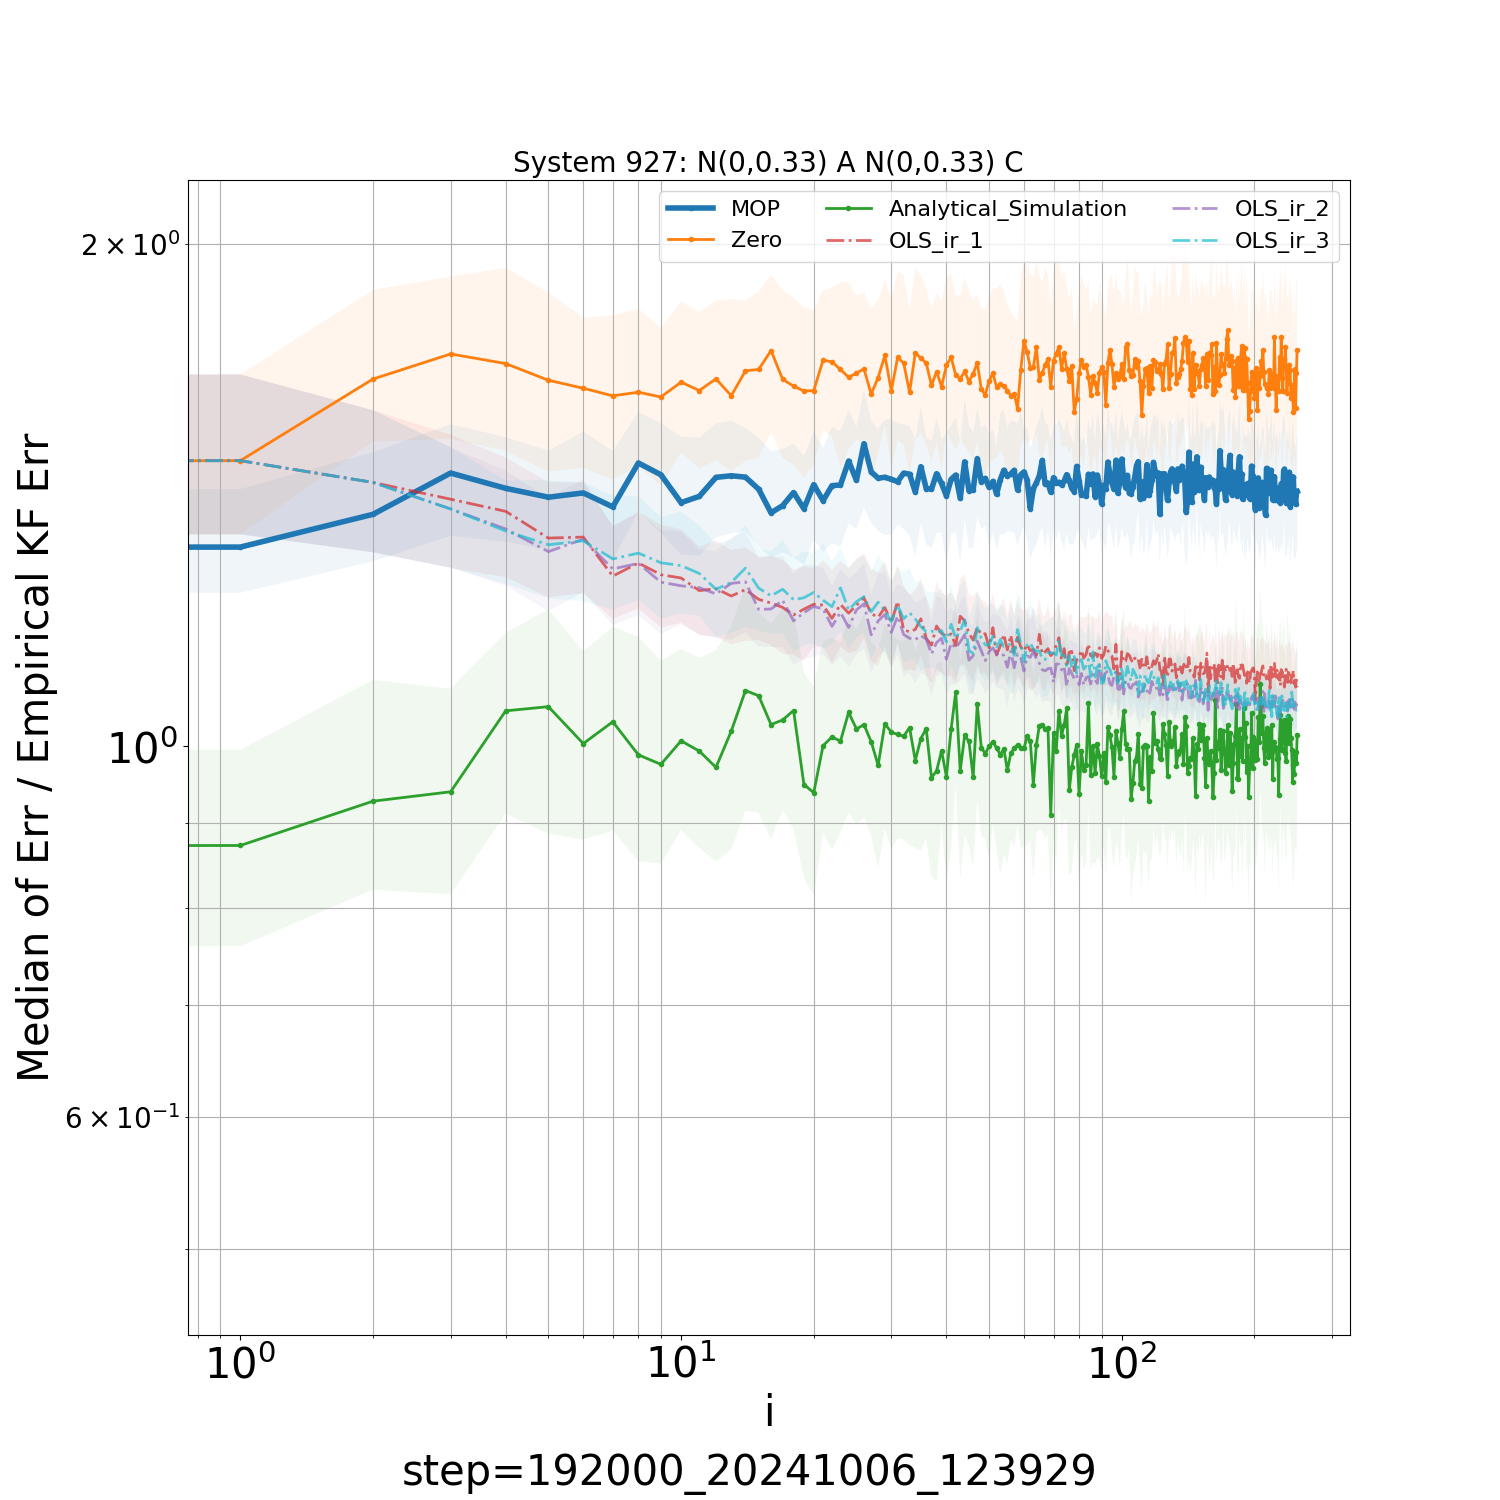 System 927: N(0,0.33) A N(0,0.33) C
MOP
Zero
Analytical_Simulation
OLS_ir_1
OLS_ir_2
OLS_ir_3
Median of Err / Empirical KF Err
2 × 10⁰
10⁰
6 × 10⁻¹
10⁰ 10¹ 10²
i
step=192000_20241006_123929